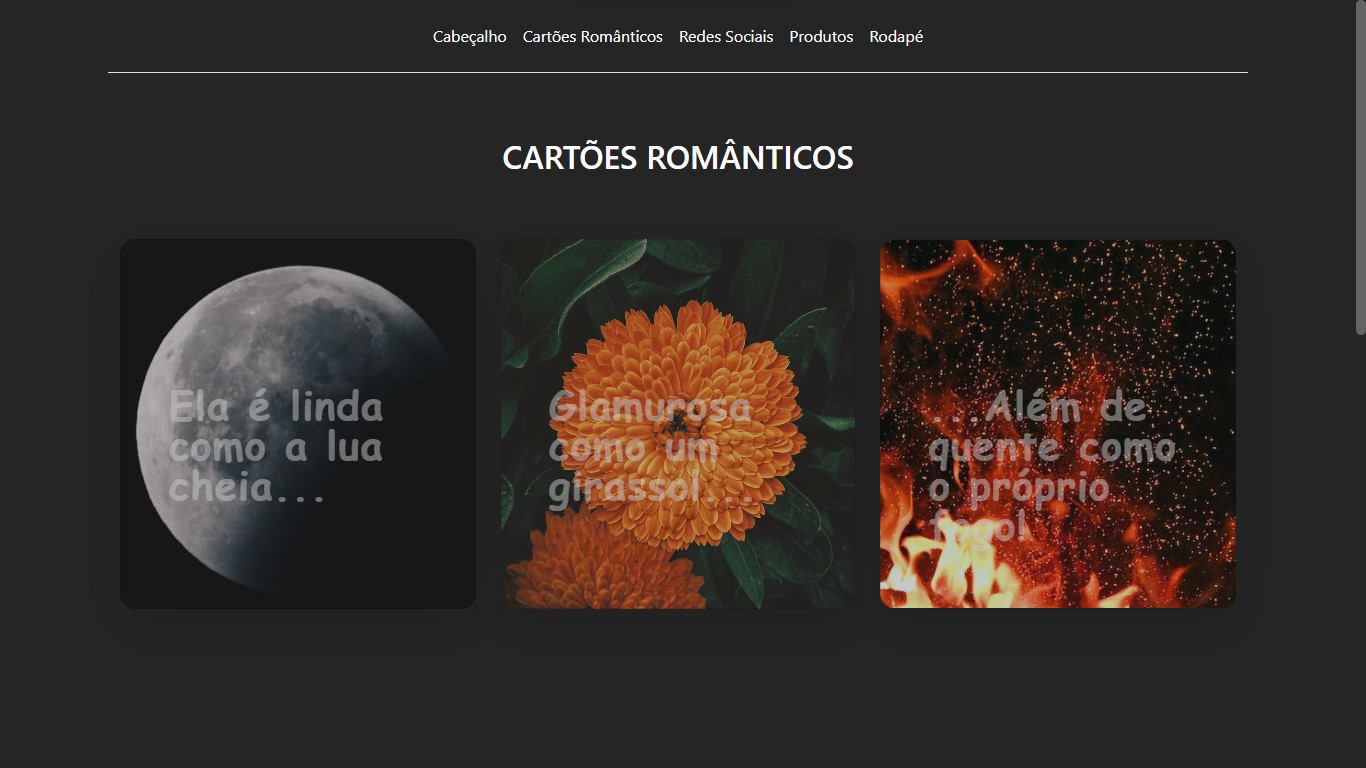 Cabeçalho Cartões Românticos Redes Sociais Produtos Rodapé
CARTÕES ROMÂNTICOS
Ela é linda
como a lua
cheia...
Glamurosa
como um
girassol...
...Além de
quente como
o próprio
fogo!